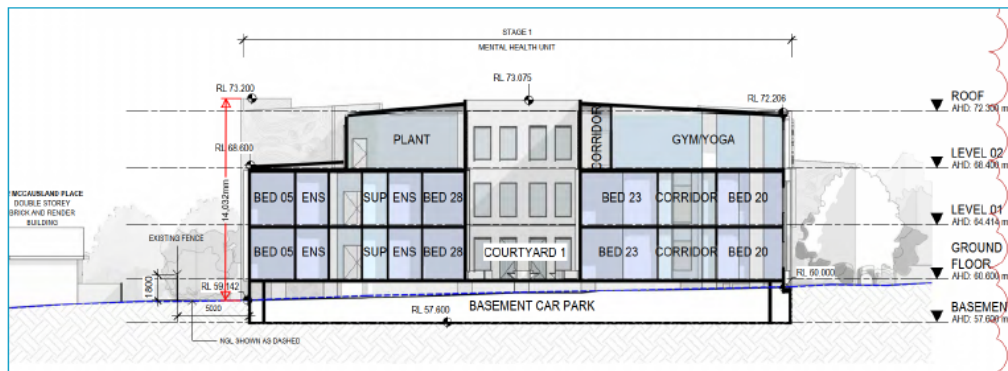 STAGE 1
MENTAL HEALTH UNIT
RL 73.200
RL 73.075
RL 72.206
ROOF
AHD: 72.300 m
PLANT
CORRIDOR
GYM/YOGA
RL 68.600
LEVEL 02
AHD: 68.400 m
MCCAUSLAND PLACE
DOUBLE STOREY
BRICK AND RENDER
BUILDING
14,032mm
BED 05
ENS
SUP
ENS
BED 28
BED 23
CORRIDOR
BED 20
LEVEL 01
AHD: 64.414 m
EXISTING FENCE
BED 05
ENS
SUP
ENS
BED 28
COURTYARD 1
BED 23
CORRIDOR
BED 20
GROUND
FLOOR
AHD: 60.600 m
RL 60.000
1800
RL 59.142
5020
BASEMENT CAR PARK
RL 57.600
BASEMENT
AHD: 57.600 m
NGL SHOWN AS DASHED